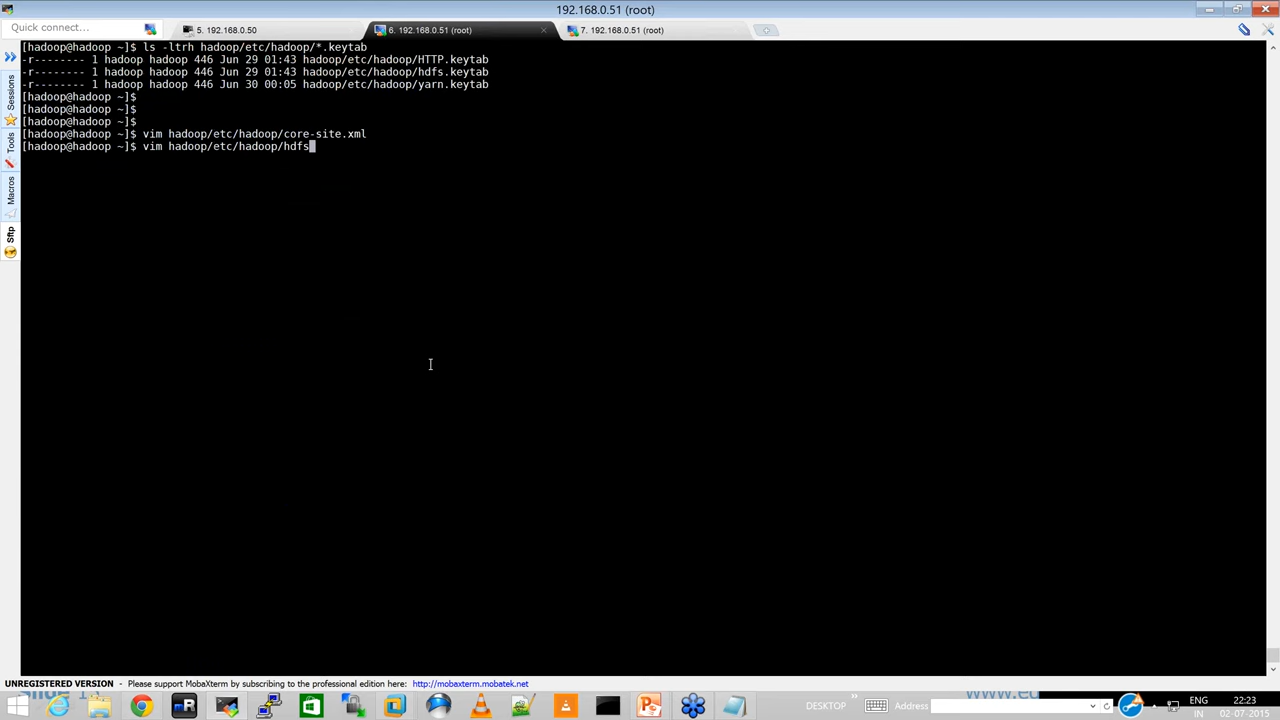 192.168.0.51 (root)
Quick connect...
5. 192.168.0.50
6. 192.168.0.51 (root)
7. 192.168.0.51 (root)
[hadoop@hadoop ~]$ ls -ltrh hadoop/etc/hadoop/*.keytab
-r-------- 1 hadoop hadoop 446 Jun 29 01:43 hadoop/etc/hadoop/HTTP.keytab
-r-------- 1 hadoop hadoop 446 Jun 29 01:43 hadoop/etc/hadoop/hdfs.keytab
-r-------- 1 hadoop hadoop 446 Jun 30 00:05 hadoop/etc/hadoop/yarn.keytab
[hadoop@hadoop ~]$
[hadoop@hadoop ~]$
[hadoop@hadoop ~]$
[hadoop@hadoop ~]$ vim hadoop/etc/hadoop/core-site.xml
[hadoop@hadoop ~]$ vim hadoop/etc/hadoop/hdfs
Sessions
Tools
Macros
Sftp
UNREGISTERED VERSION - Please support MobaXterm by subscribing to the professional edition here: http://mobaxterm.mobatek.net
www.ed
DESKTOP
Address
ENG
IN
22:23
02-07-2015